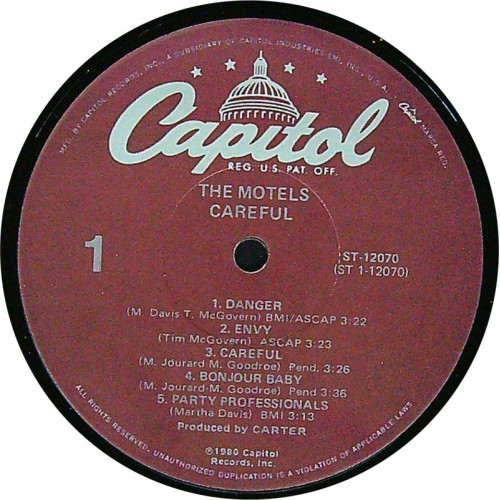 MFD. BY CAPITOL RECORDS, INC., A SUBSIDIARY OF CAPITOL INDUSTRIES-EMI, INC., U.S.A.
Capitol
MARCA REG.
Capitol
REG. U.S. PAT. OFF.
THE MOTELS
CAREFUL
1
ST-12070
(ST 1-12070)
1. DANGER
(M. Davis-T. McGovern) BMI/ASCAP 3:22
2. ENVY
(Tim McGovern) ASCAP 3:23
3. CAREFUL
(M. Jourard-M. Goodroe) Pend. 3:26
4. BONJOUR BABY
(M. Jourard-M. Goodroe) Pend 3:36
5. PARTY PROFESSIONALS
(Martha Davis) BMI 3:13
Produced by CARTER
℗1980 Capitol
Records, Inc.
ALL RIGHTS RESERVED. UNAUTHORIZED DUPLICATION IS A VIOLATION OF APPLICABLE LAWS